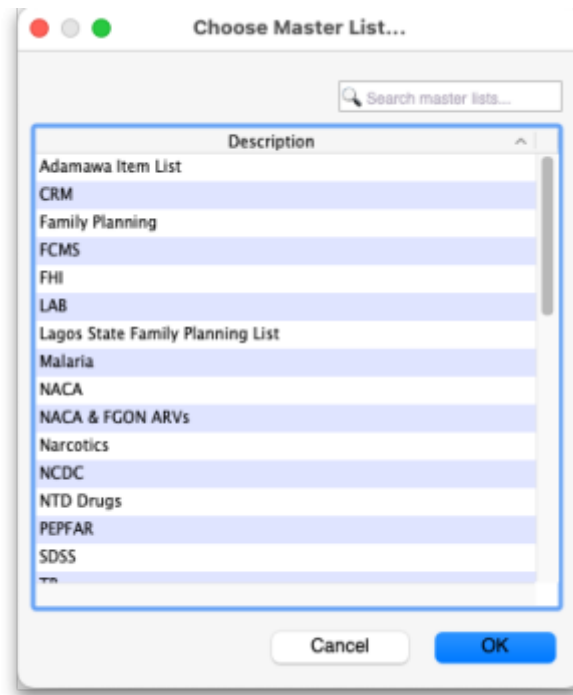 Choose Master List...
Search master lists...
Description
Adamawa Item List
CRM
Family Planning
FCMS
FHI
LAB
Lagos State Family Planning List
Malaria
NACA
NACA & FGON ARVs
Narcotics
NCDC
NTD Drugs
PEPFAR
SDSS
Cancel
OK